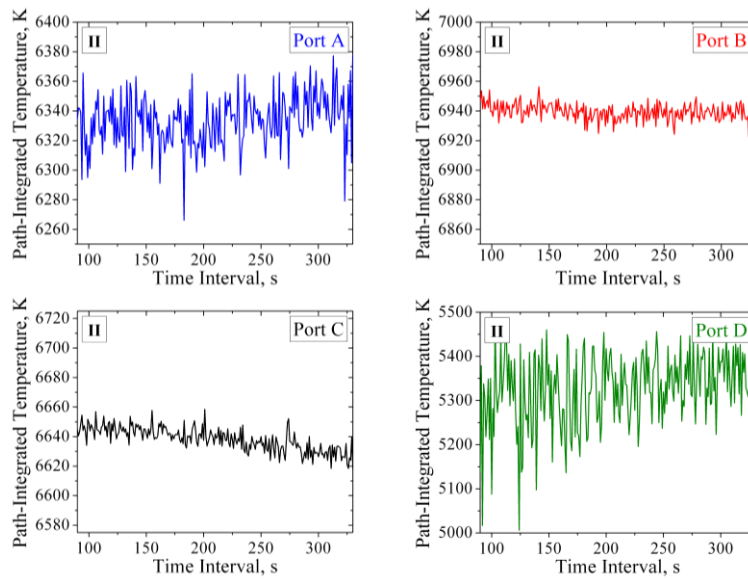 Path-Integrated Temperature, K
6400
6380
6360
6340
6320
6300
6280
6260
II
Port A
100 150 200 250 300
Time Interval, s
Path-Integrated Temperature, K
7000
6980
6960
6940
6920
6900
6880
6860
II
Port B
100 150 200 250 300
Time Interval, s
Path-Integrated Temperature, K
6720
6700
6680
6660
6640
6620
6600
6580
II
Port C
100 150 200 250 300
Time Interval, s
Path-Integrated Temperature, K
5500
5400
5300
5200
5100
5000
II
Port D
100 150 200 250 300
Time Interval, s